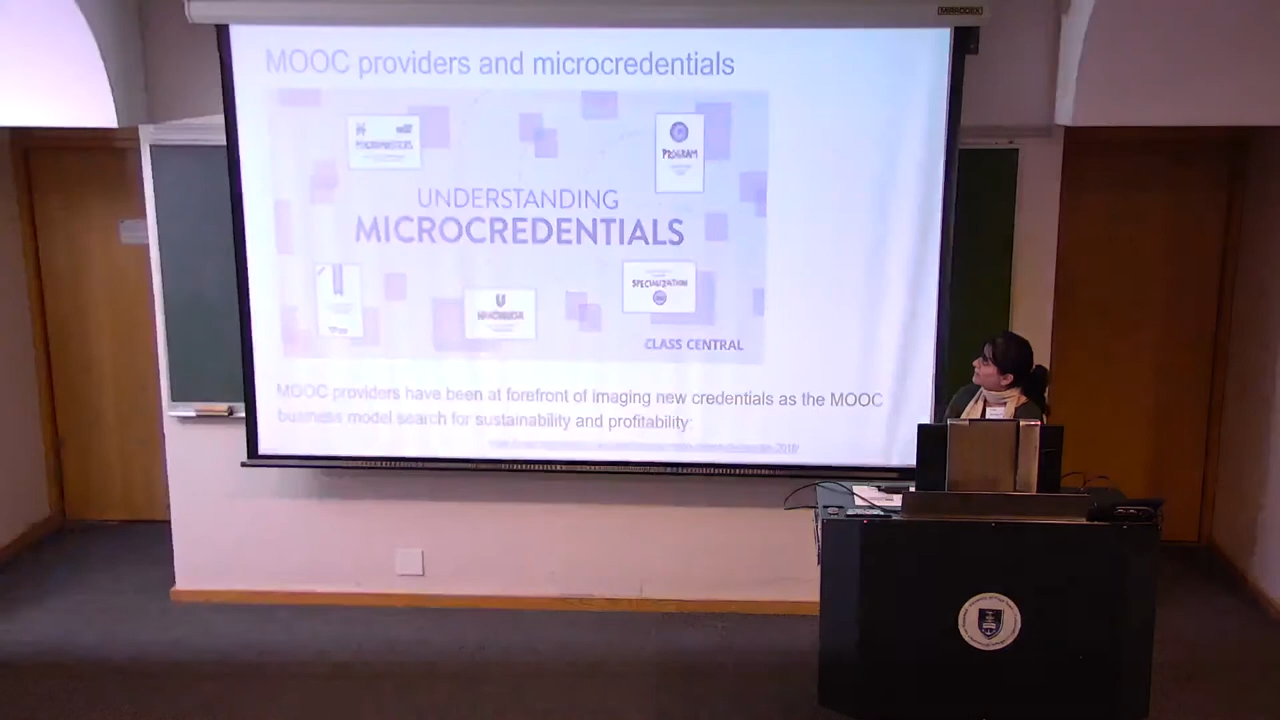 MOOC providers and microcredentials
MICROMASTERS
PROGRAM
UNDERSTANDING
MICROCREDENTIALS
SPECIALIZATION
CLASS CENTRAL
MOOC providers have been at forefront of imaging new credentials as the MOOC
business model search for sustainability and profitability: